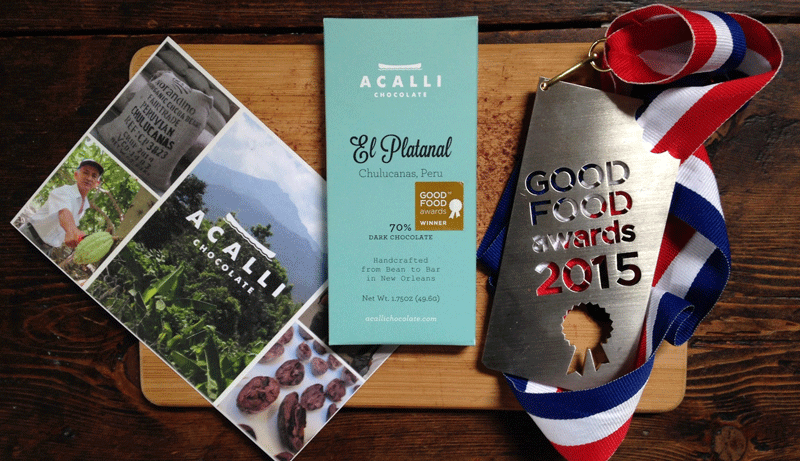 ACALLI
CHOCOLATE
El Platanal
Chulucanas, Peru
GOOD
FOOD
awards
WINNER
70%
DARK CHOCOLATE
Handcrafted
from Bean to Bar
in New Orleans
Net Wt. 1.75oz (49.6g)
acallichocolate.com
ACALLI
CHOCOLATE
FAIRTRADE
PERUVIAN
CHULUCANAS
GOOD
FOOD
awards
2015